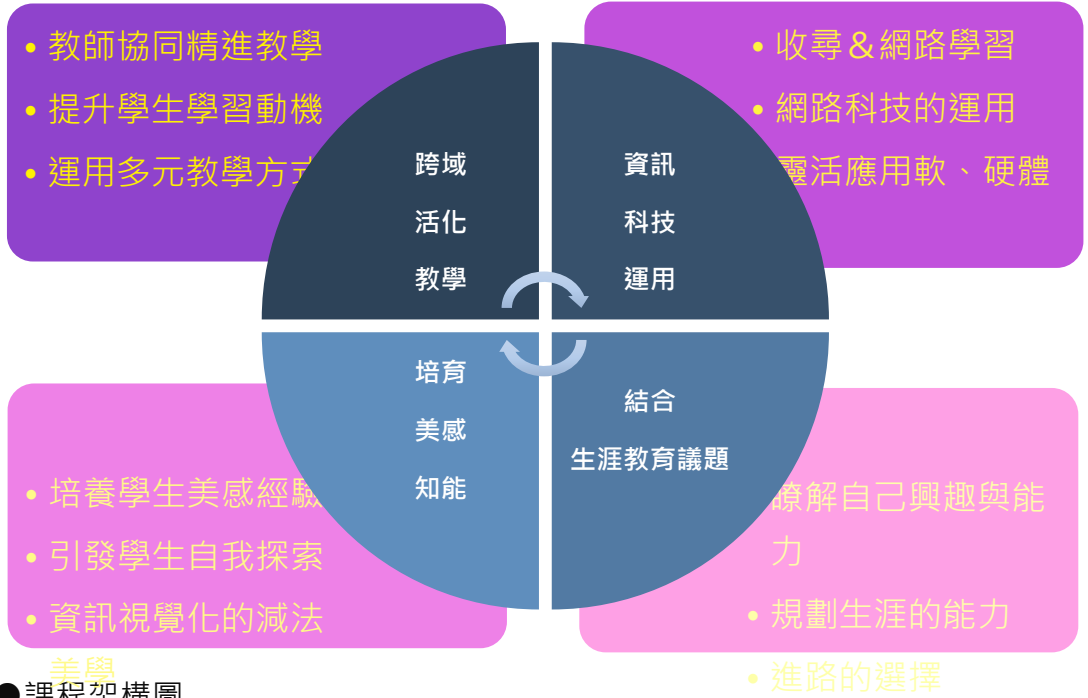 • 教師協同精進教學
• 提升學生學習動機
• 運用多元教學方式
跨域
活化
教學
• 收尋&網路學習
• 網路科技的運用
靈活應用軟、硬體
資訊
科技
運用
培育
美感
知能
• 培養學生美感經驗
• 引發學生自我探索
• 資訊視覺化的減法
美學
結合
生涯教育議題
瞭解自己興趣與能
力
• 規劃生涯的能力
• 進路的選擇
●課程架構圖